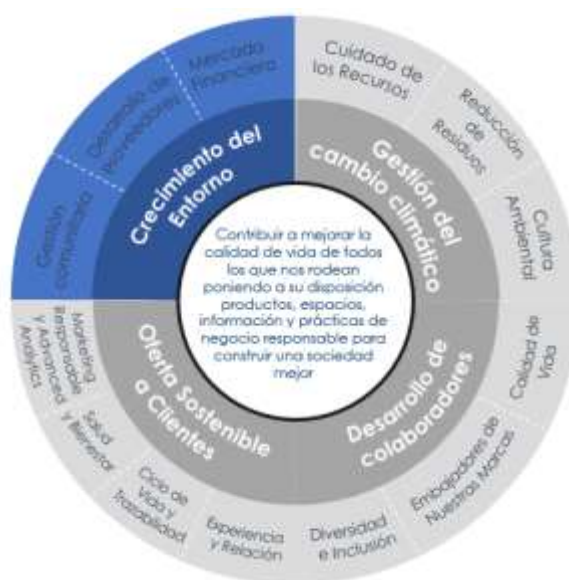 Mercado
Financiero
Desarrollo de
Proveedores
Gestión
comunitaria
Crecimiento del
Entorno
Cuidado de
los Recursos
Reducción
de
Residuos
Cultura
Ambiental
Gestión del
cambio climático
Contribuir a mejorar la
calidad de vida de todos
los que nos rodean
poniendo a su disposición
productos, espacios,
información y prácticas de
negocio responsable para
construir una sociedad
mejor
Calidad de
Vida
Embajadores de
Nuestras Marcas
Diversidad
e Inclusión
Desarrollo de
colaboradores
Oferta Sostenible
a Clientes
Experiencia
y Relación
Ciclo de
Vida y
Trazabilidad
Salud
y Bienestar
Marketing
Responsable
y Advanced
Analytics